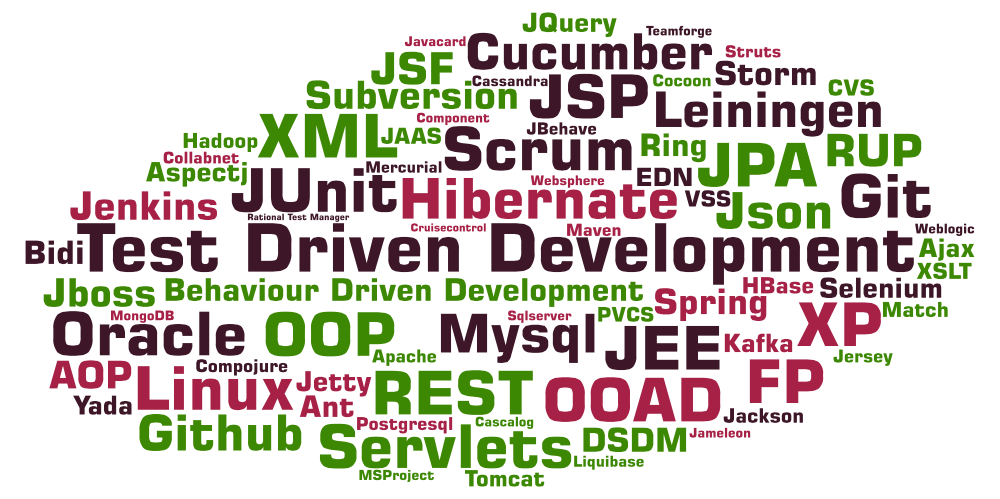 JQuery
Teamforge
Javacard
Cucumber
Struts
JSF
Cassandra
Cocoon
Storm
Subversion
JSP
Leiningen
CVS
XML
Component
JAAS
JBehave
Hadoop
Scrum
Ring
JPA
RUP
Collabnet
Aspectj
Mercurial
JUnit
Websphere
EDN
Git
Jenkins
Hibernate
VSS
Json
Rational Test Manager
Cruisecontrol
Maven
Weblogic
Bidi
Test Driven Development
Ajax
XSLT
Jboss
Behaviour Driven Development
Spring
HBase
Selenium
MongoDB
Oracle
OOP
Mysql
Sqlserver
PVCS
JEE
Kafka
XP
Match
Apache
Jersey
AOP
Compojure
Linux
Jetty
REST
OOAD
FP
Yada
Ant
Jackson
Github
Postgresql
Cascalog
Servlets
DSDM
Jameleon
Liquibase
MSProject
Tomcat